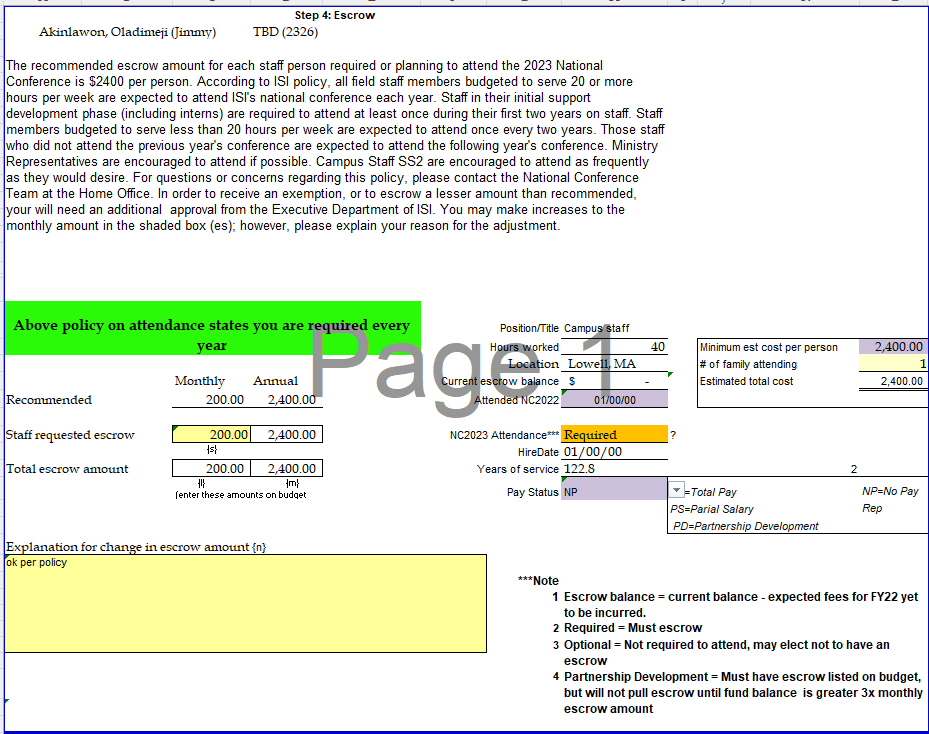 Step 4: Escrow
Akinlawon, Oladimeji (Jimmy) TBD (2326)
The recommended escrow amount for each staff person required or planning to attend the 2023 National
Conference is $2400 per person. According to ISI policy, all field staff members budgeted to serve 20 or more
hours per week are expected to attend ISI's national conference each year. Staff in their initial support
development phase (including interns) are required to attend at least once during their first two years on staff. Staff
members budgeted to serve less than 20 hours per week are expected to attend once every two years. Those staff
who did not attend the previous year's conference are expected to attend the following year's conference. Ministry
Representatives are encouraged to attend if possible. Campus Staff SS2 are encouraged to attend as frequently
as they would desire. For questions or concerns regarding this policy, please contact the National Conference
Team at the Home Office. In order to receive an exemption, or to escrow a lesser amount than recommended,
your will need an additional approval from the Executive Department of ISI. You may make increases to the
monthly amount in the shaded box (es); however, please explain your reason for the adjustment.
Above policy on attendance states you are required every
year
Page 1
Monthly Annual
Recommended 200.00 2,400.00
Staff requested escrow 200.00 2,400.00
{s}
Total escrow amount 200.00 2,400.00
{l} {m}
(enter these amounts on budget
Position/Title Campus staff
Hours worked 40
Location Lowell, MA
Current escrow balance $ -
Attended NC2022 01/00/00
Minimum est cost per person 2,400.00
# of family attending 1
Estimated total cost 2,400.00
NC2023 Attendance*** Required ?
HireDate 01/00/00
Years of service 122.8 2
Pay Status NP
=Total Pay NP=No Pay
PS=Parial Salary Rep
PD=Partnership Development
Explanation for change in escrow amount {n}
ok per policy
***Note
1 Escrow balance = current balance - expected fees for FY22 yet
to be incurred.
2 Required = Must escrow
3 Optional = Not required to attend, may elect not to have an
escrow
4 Partnership Development = Must have escrow listed on budget,
but will not pull escrow until fund balance is greater 3x monthly
escrow amount